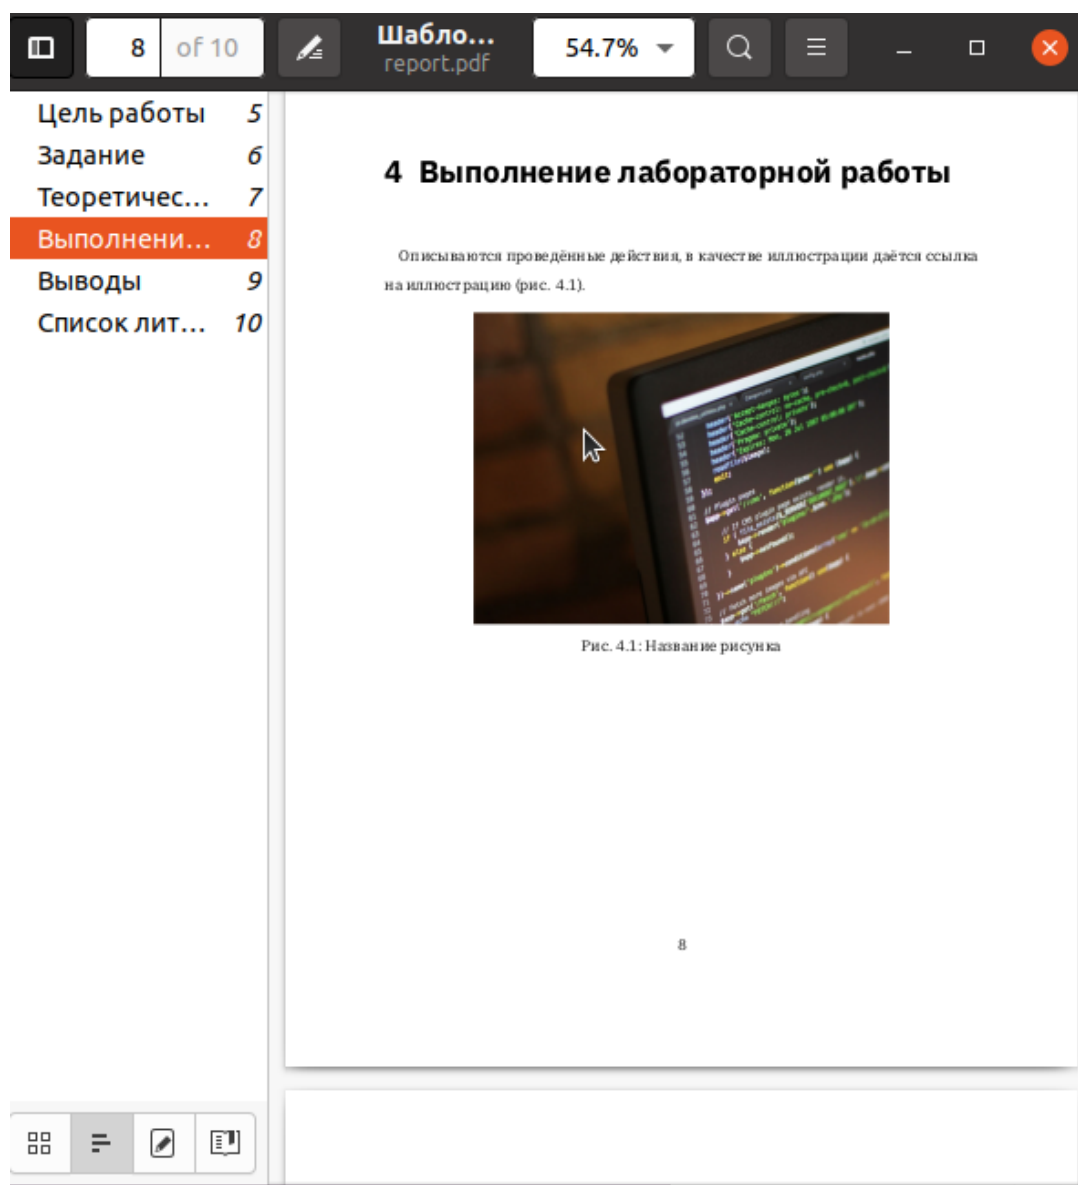 8 of 10
Шабло...
report.pdf
54.7%
Цель работы 5
Задание 6
Теоретичес... 7
Выполнени... 8
Выводы 9
Список лит... 10
4 Выполнение лабораторной работы
Описываются проведённые действия, в качестве иллюстрации даётся ссылка
на иллюстрацию (рис. 4.1).
Рис. 4.1: Название рисунка
8